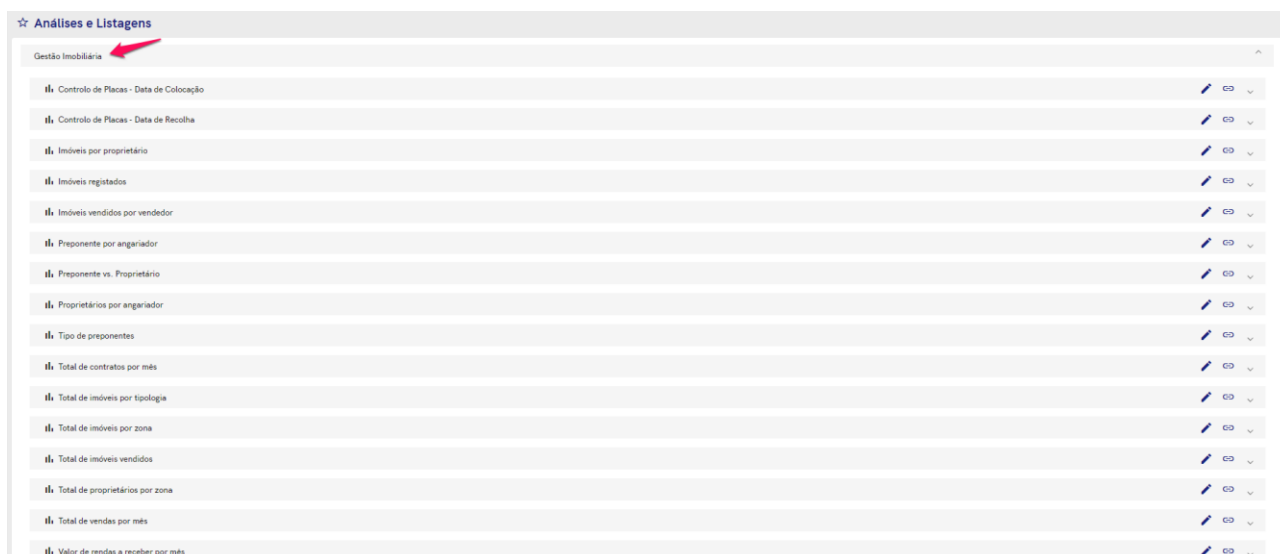 Análises e Listagens
Gestão Imobiliária
Controlo de Placas - Data de Colocação
Controlo de Placas - Data de Recolha
Imóveis por proprietário
Imóveis registados
Imóveis vendidos por vendedor
Preponente por angariador
Preponente vs. Proprietário
Proprietários por angariador
Tipo de preponentes
Total de contratos por mês
Total de imóveis por tipologia
Total de imóveis por zona
Total de imóveis vendidos
Total de proprietários por zona
Total de vendas por mês
Valor de rendas a receber por mês